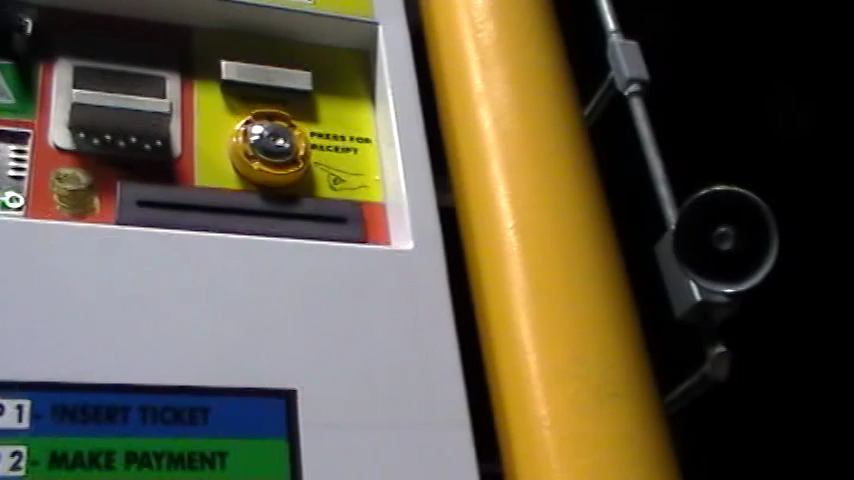 PRESS FOR
RECEIPT
P 1 - INSERT TICKET
P 2 - MAKE PAYMENT